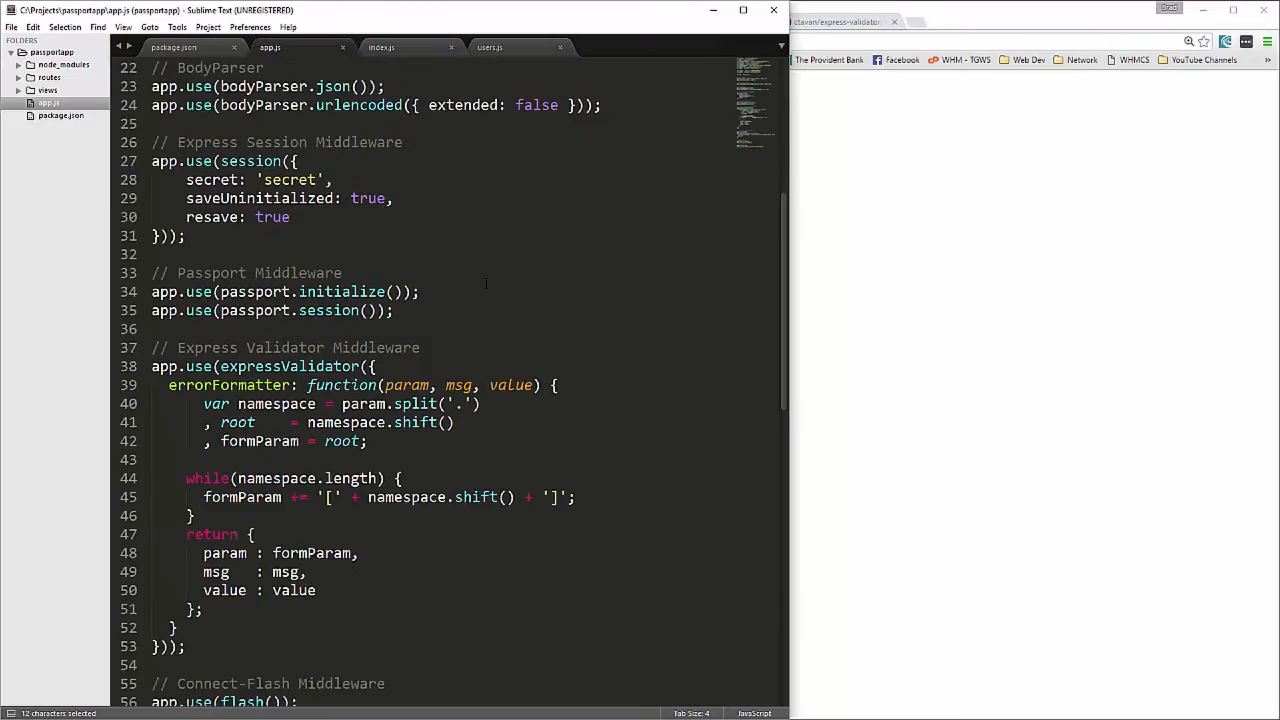 C:\Projects\passportapp\app.js (passportapp) - Sublime Text (UNREGISTERED)
Brad
ctavan/express-validator
File Edit Selection Find View Goto Tools Project Preferences Help
The Provident Bank Facebook WHM - TGWS Web Dev Network WHMCS YouTube Channels
FOLDERS
passportapp
node_modules
routes
views
app.js
package.json
package.json app.js index.js users.js
22 // BodyParser
23 app.use(bodyParser.json());
24 app.use(bodyParser.urlencoded({ extended: false }));
25
26 // Express Session Middleware
27 app.use(session({
28 secret: 'secret',
29 saveUninitialized: true,
30 resave: true
31 }));
32
33 // Passport Middleware
34 app.use(passport.initialize());
35 app.use(passport.session());
36
37 // Express Validator Middleware
38 app.use(expressValidator({
39 errorFormatter: function(param, msg, value) {
40 var namespace = param.split('.')
41 , root    = namespace.shift()
42 , formParam = root;
43
44 while(namespace.length) {
45 formParam += '[' + namespace.shift() + ']';
46 }
47 return {
48 param : formParam,
49 msg   : msg,
50 value : value
51 };
52 }
53 }));
54
55 // Connect-Flash Middleware
56 app.use(flash());
12 characters selected
Tab Size: 4
JavaScript